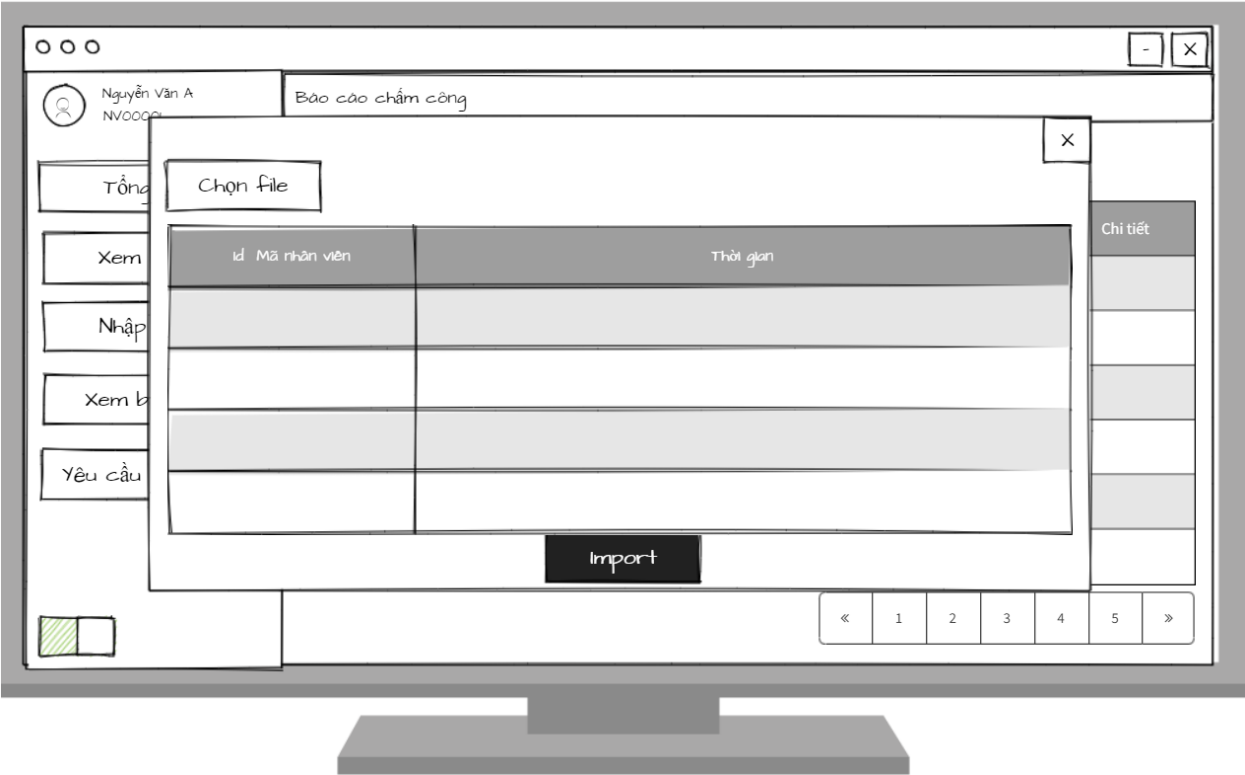 -
X
Nguyễn Văn A
Báo cáo chấm công
X
Chọn file
Xem
Nhập
Xem
Yêu cầu
Id Mã nhân viên
Thời gian
Chi tiết
Import
«
1
2
3
4
5
»